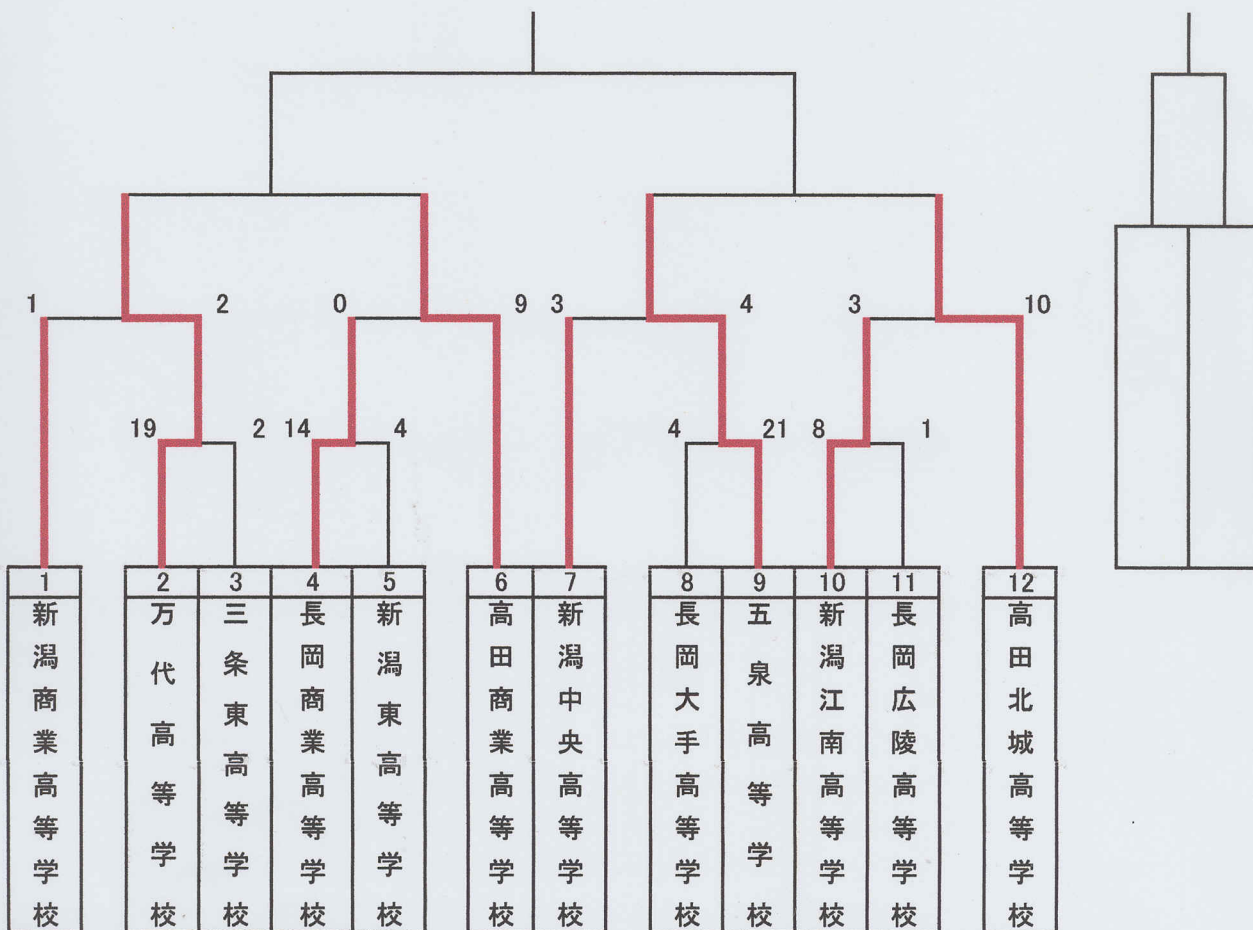 1 2 0 9 3 4 3 10
19 2 14 4 4 21 8 1
1 2 3 4 5 6 7 8 9 10 11 12
新潟商業高等学校
万代高等学校
三条東高等学校
長岡商業高等学校
新潟東高等学校
高田商業高等学校
新潟中央高等学校
長岡大手高等学校
五泉高等学校
新潟江南高等学校
長岡広陵高等学校
高田北城高等学校